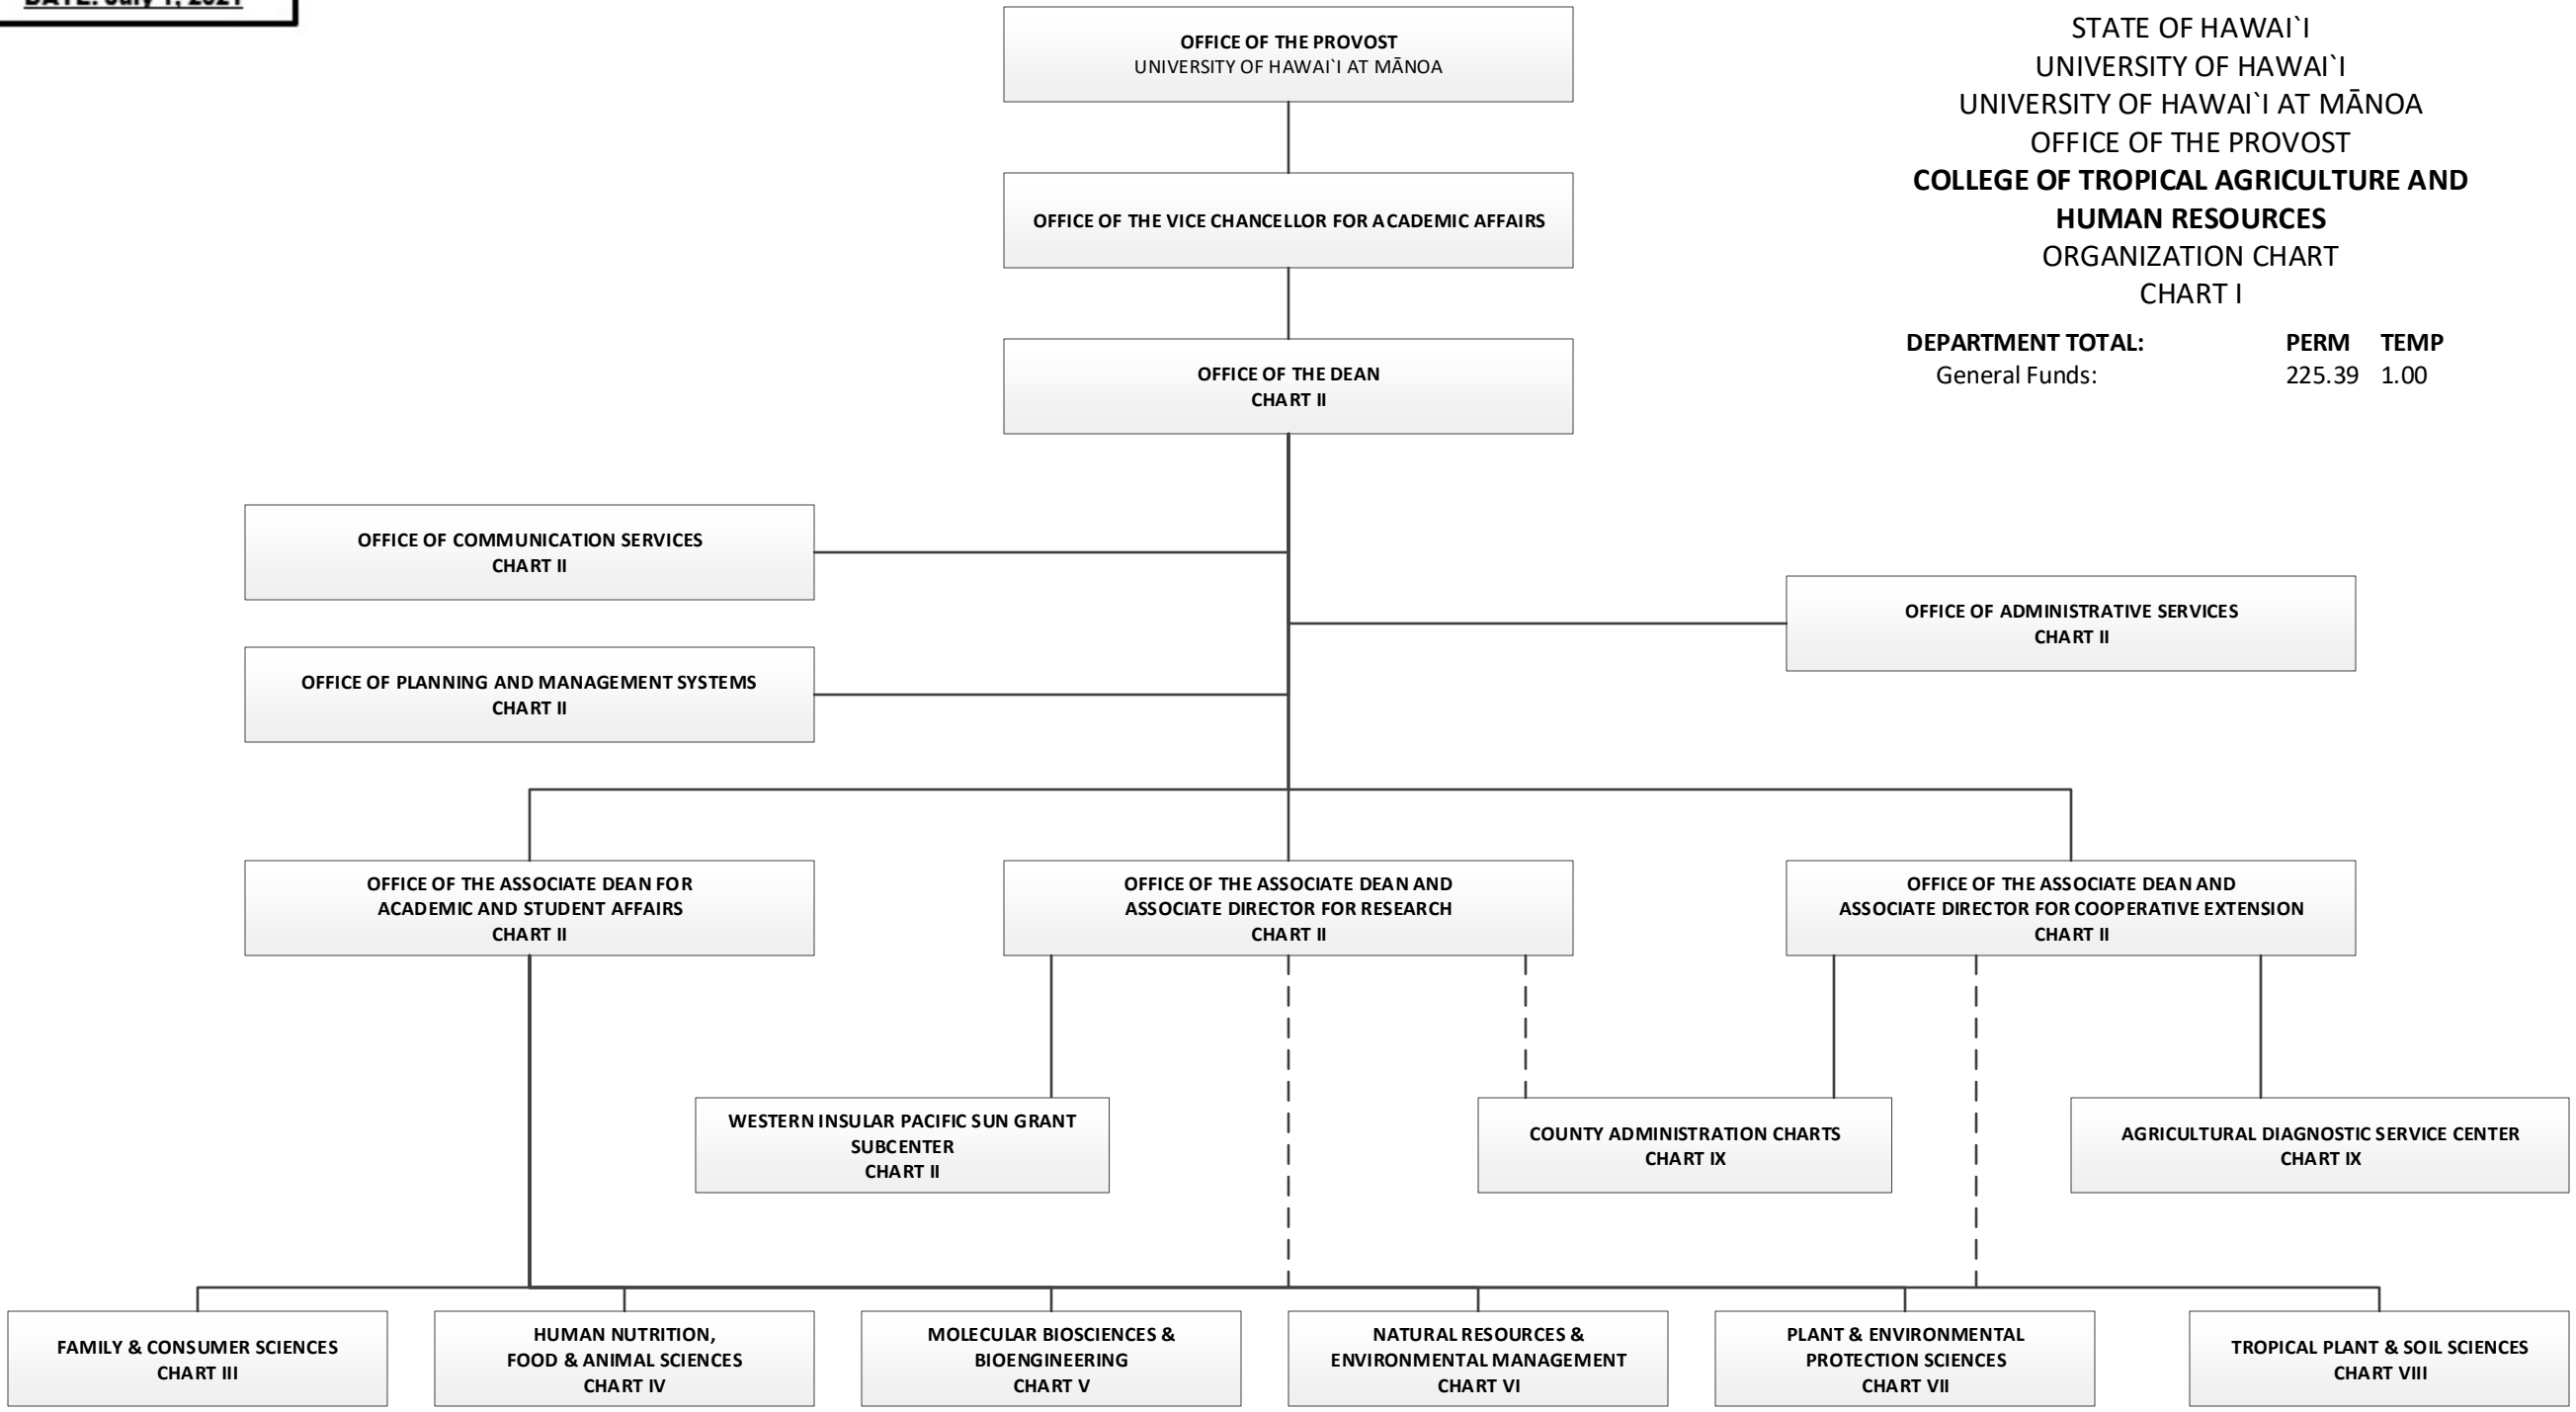 DATE: July 1, 2021
STATE OF HAWAI`I
UNIVERSITY OF HAWAI`I
UNIVERSITY OF HAWAI`I AT MĀNOA
OFFICE OF THE PROVOST
COLLEGE OF TROPICAL AGRICULTURE AND
HUMAN RESOURCES
ORGANIZATION CHART
CHART I
DEPARTMENT TOTAL: PERM TEMP
General Funds: 225.39 1.00
OFFICE OF THE PROVOST
UNIVERSITY OF HAWAI`I AT MĀNOA
OFFICE OF THE VICE CHANCELLOR FOR ACADEMIC AFFAIRS
OFFICE OF THE DEAN
CHART II
OFFICE OF COMMUNICATION SERVICES
CHART II
OFFICE OF ADMINISTRATIVE SERVICES
CHART II
OFFICE OF PLANNING AND MANAGEMENT SYSTEMS
CHART II
OFFICE OF THE ASSOCIATE DEAN FOR
ACADEMIC AND STUDENT AFFAIRS
CHART II
OFFICE OF THE ASSOCIATE DEAN AND
ASSOCIATE DIRECTOR FOR RESEARCH
CHART II
OFFICE OF THE ASSOCIATE DEAN AND
ASSOCIATE DIRECTOR FOR COOPERATIVE EXTENSION
CHART II
WESTERN INSULAR PACIFIC SUN GRANT
SUBCENTER
CHART II
COUNTY ADMINISTRATION CHARTS
CHART IX
AGRICULTURAL DIAGNOSTIC SERVICE CENTER
CHART IX
FAMILY & CONSUMER SCIENCES
CHART III
HUMAN NUTRITION,
FOOD & ANIMAL SCIENCES
CHART IV
MOLECULAR BIOSCIENCES &
BIOENGINEERING
CHART V
NATURAL RESOURCES &
ENVIRONMENTAL MANAGEMENT
CHART VI
PLANT & ENVIRONMENTAL
PROTECTION SCIENCES
CHART VII
TROPICAL PLANT & SOIL SCIENCES
CHART VIII